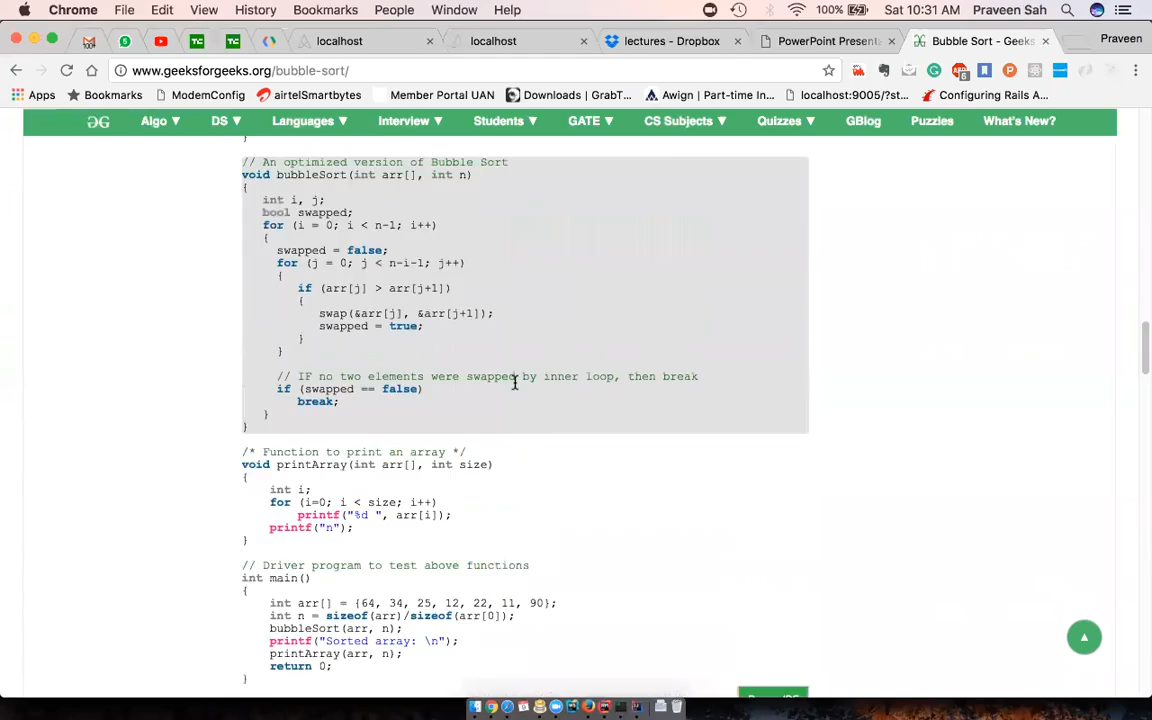 Chrome File Edit View History Bookmarks People Window Help 100% Sat 10:31 AM Praveen Sah
localhost localhost lectures - Dropbox PowerPoint Present Bubble Sort - Geeks Praveen
www.geeksforgeeks.org/bubble-sort/
Apps Bookmarks ModemConfig airtelSmartbytes Member Portal UAN Downloads | GrabT... Awign | Part-time In... localhost:9005/?st... Configuring Rails A...
Algo ▼ DS ▼ Languages ▼ Interview ▼ Students ▼ GATE ▼ CS Subjects ▼ Quizzes ▼ GBlog Puzzles What's New?
}
// An optimized version of Bubble Sort
void bubbleSort(int arr[], int n)
{
int i, j;
bool swapped;
for (i = 0; i < n-1; i++)
{
swapped = false;
for (j = 0; j < n-i-1; j++)
{
if (arr[j] > arr[j+1])
{
swap(&arr[j], &arr[j+1]);
swapped = true;
}
}
// IF no two elements were swapped by inner loop, then break
if (swapped == false)
break;
}
}
/* Function to print an array */
void printArray(int arr[], int size)
{
int i;
for (i=0; i < size; i++)
printf("%d ", arr[i]);
printf("n");
}
// Driver program to test above functions
int main()
{
int arr[] = {64, 34, 25, 12, 22, 11, 90};
int n = sizeof(arr)/sizeof(arr[0]);
bubbleSort(arr, n);
printf("Sorted array: \n");
printArray(arr, n);
return 0;
}